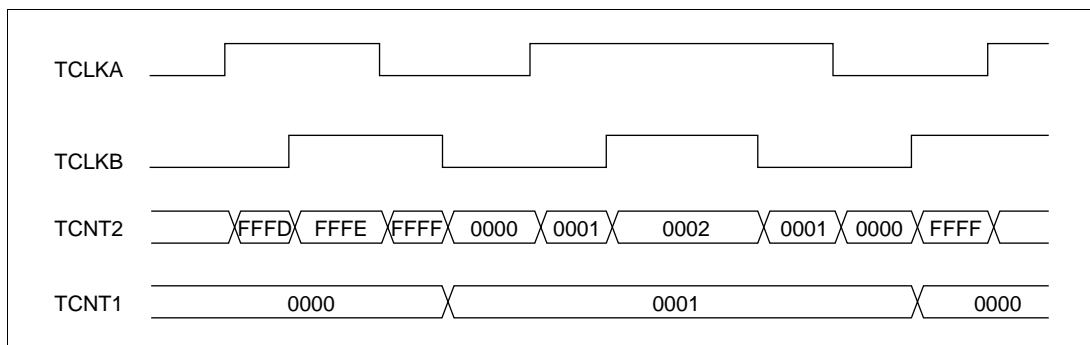 TCLKA
TCLKB
TCNT2 FFFD FFFE FFFF 0000 0001 0002 0001 0000 FFFF
TCNT1 0000 0001 0000